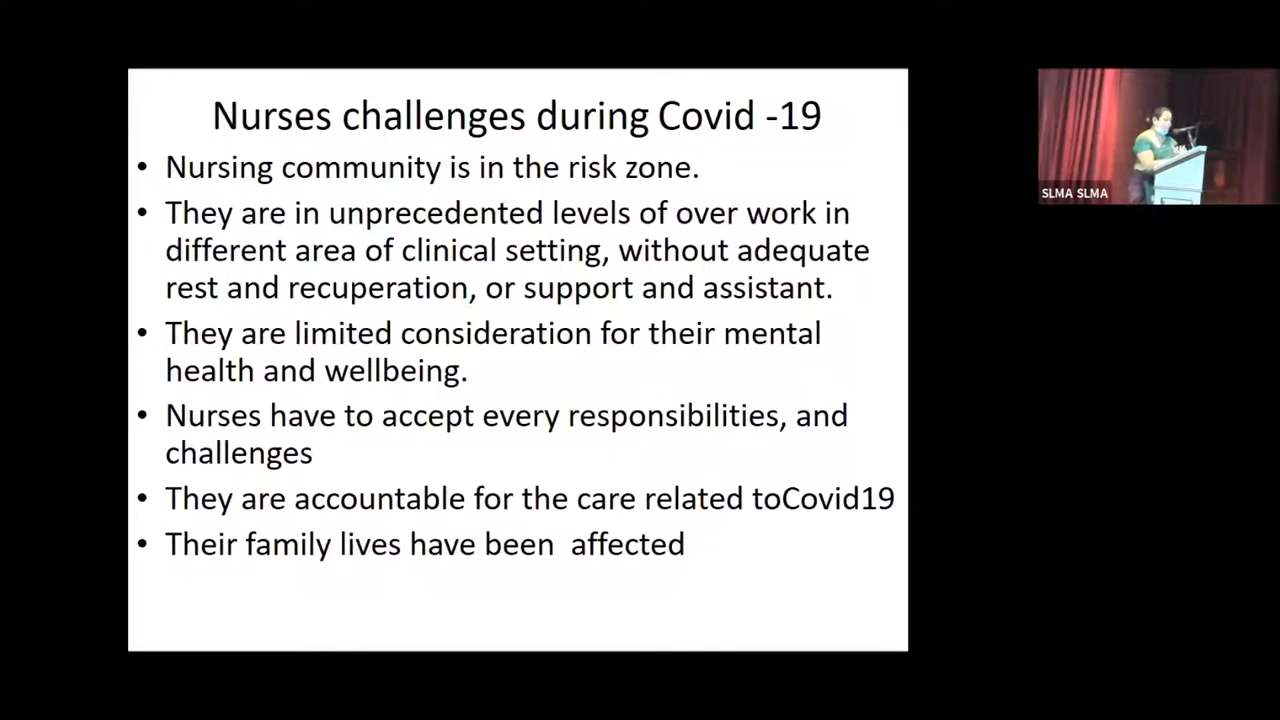 Nurses challenges during Covid -19
• Nursing community is in the risk zone.
• They are in unprecedented levels of over work in
different area of clinical setting, without adequate
rest and recuperation, or support and assistant.
• They are limited consideration for their mental
health and wellbeing.
• Nurses have to accept every responsibilities, and
challenges
• They are accountable for the care related toCovid19
• Their family lives have been  affected
SLMA SLMA